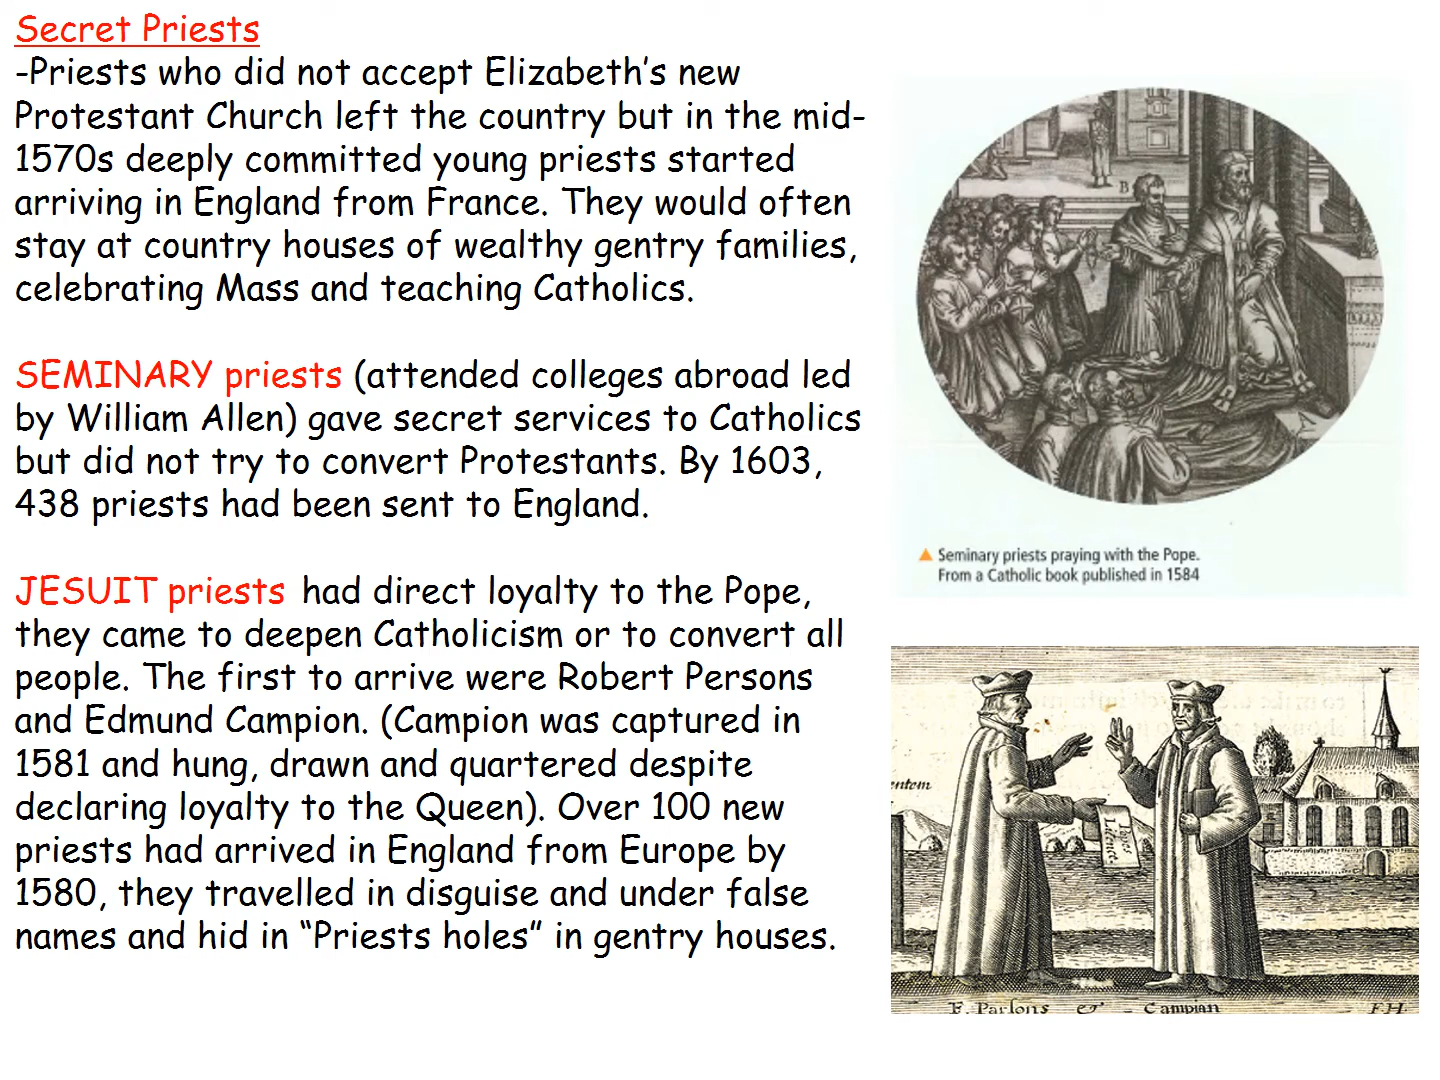 Secret Priests
-Priests who did not accept Elizabeth's new
Protestant Church left the country but in the mid-
1570s deeply committed young priests started
arriving in England from France. They would often
stay at country houses of wealthy gentry families,
celebrating Mass and teaching Catholics.
SEMINARY priests (attended colleges abroad led
by William Allen) gave secret services to Catholics
but did not try to convert Protestants. By 1603,
438 priests had been sent to England.
JESUIT priests had direct loyalty to the Pope,
they came to deepen Catholicism or to convert all
people. The first to arrive were Robert Persons
and Edmund Campion. (Campion was captured in
1581 and hung, drawn and quartered despite
declaring loyalty to the Queen). Over 100 new
priests had arrived in England from Europe by
1580, they travelled in disguise and under false
names and hid in “Priests holes” in gentry houses.
B
▲ Seminary priests praying with the Pope.
From a Catholic book published in 1584
entem
F. Parsons & Campian F.H.